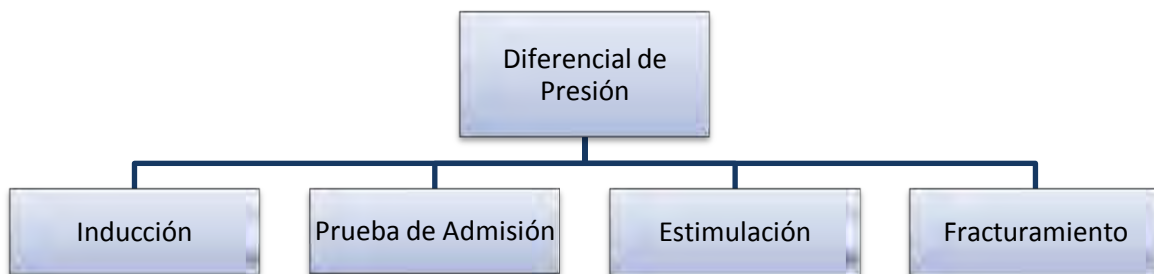 Diferencial de
Presión
Inducción
Prueba de Admisión
Estimulación
Fracturamiento